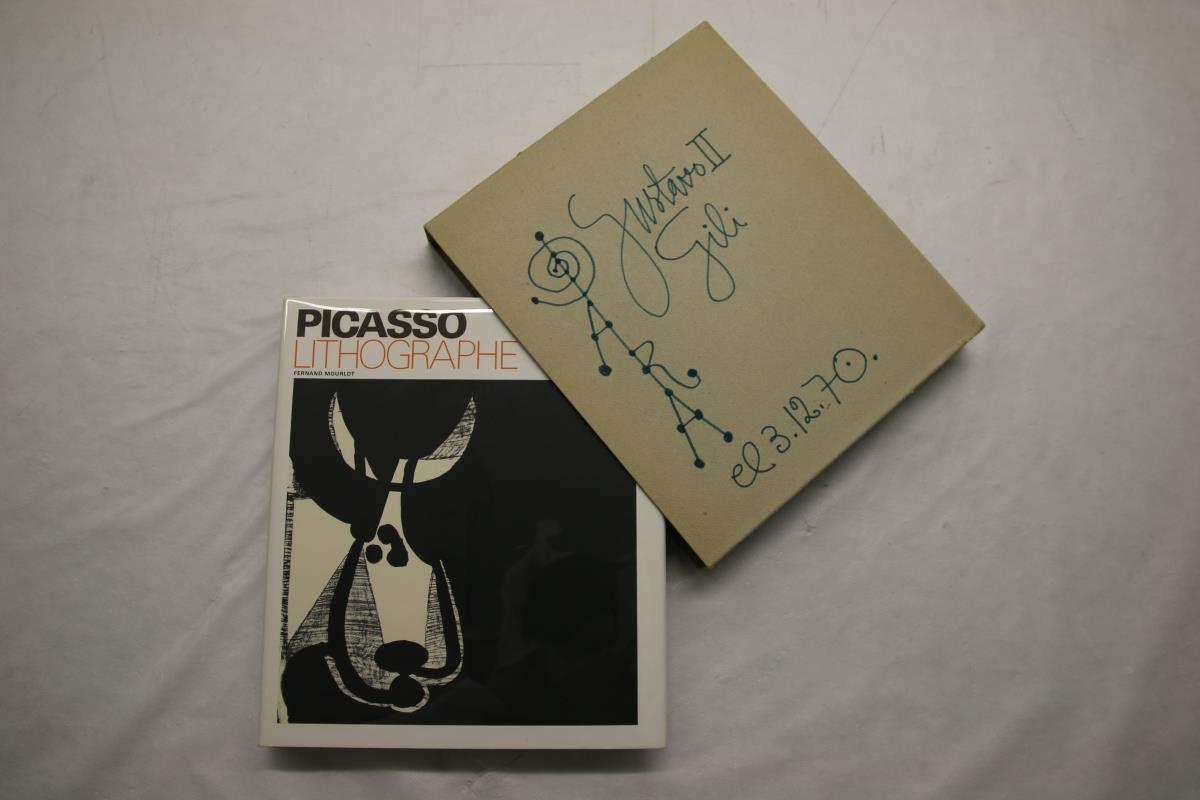 PICASSO
LITHOGRAPHE
FERNAND MOURLOT
PARA
Gustavo II
Gili
el 3.12.70.